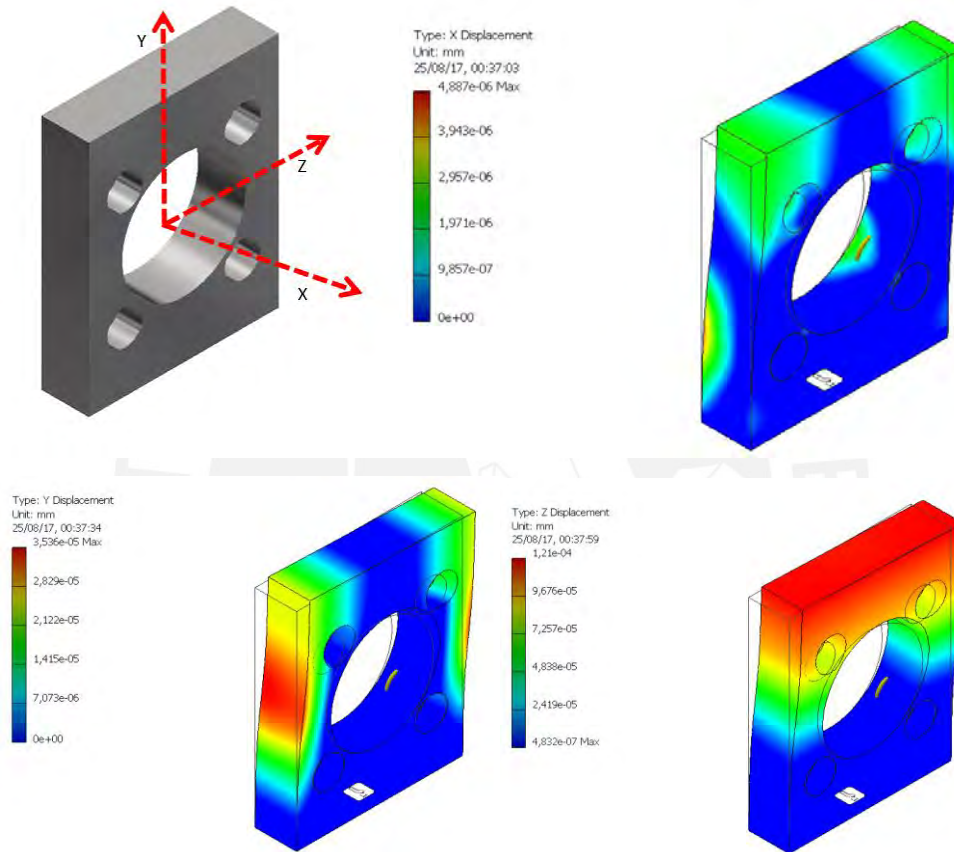 Y
Z
X
Type: X Displacement
Unit: mm
25/08/17, 00:37:03
4,887e-06 Max
3,943e-06
2,957e-06
1,971e-06
9,857e-07
0e+00
Type: Y Displacement
Unit: mm
25/08/17, 00:37:34
3,536e-05 Max
2,829e-05
2,122e-05
1,415e-05
7,073e-06
0e+00
Type: Z Displacement
Unit: mm
25/08/17, 00:37:59
1,21e-04
9,676e-05
7,257e-05
4,838e-05
2,419e-05
4,832e-07 Max